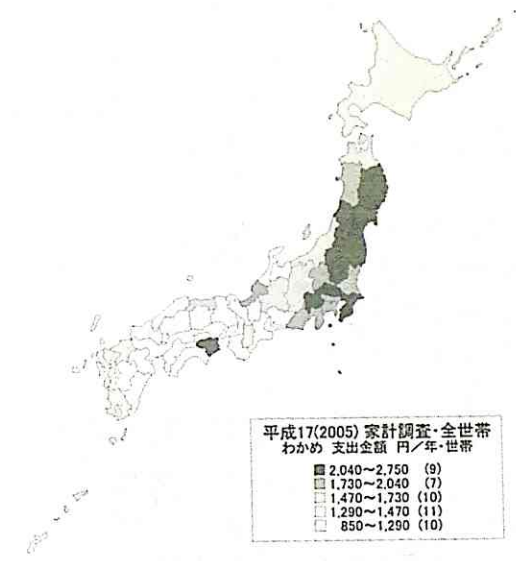 平成17(2005) 家計調査・全世帯
わかめ 支出金額 円/年・世帯
2,040～2,750 (9)
1,730～2,040 (7)
1,470～1,730 (10)
1,290～1,470 (11)
850～1,290 (10)